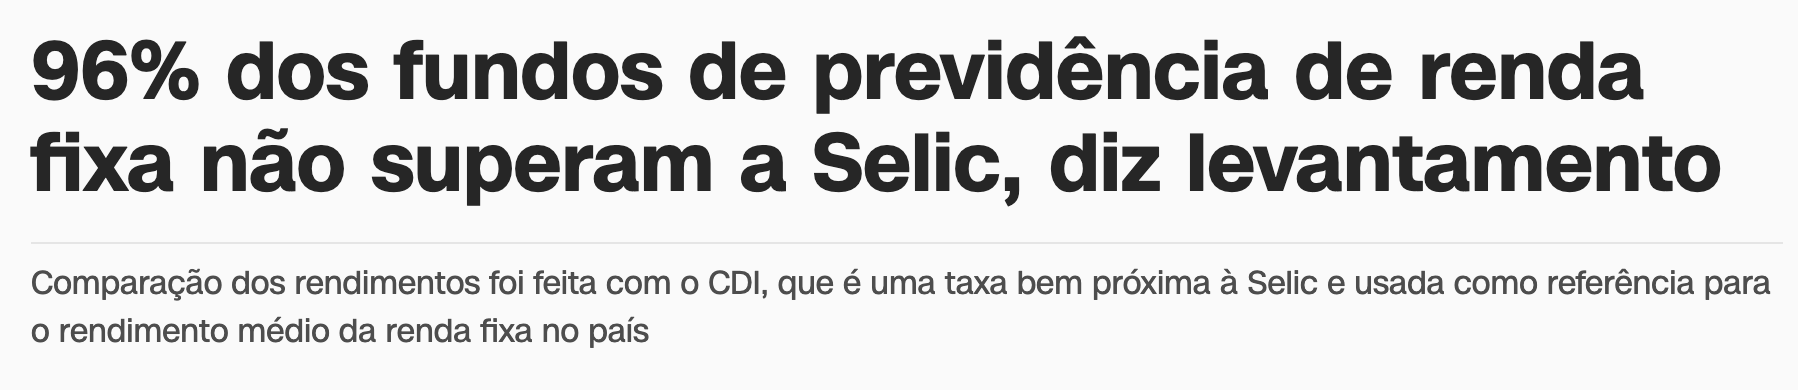 96% dos fundos de previdência de renda
fixa não superam a Selic, diz levantamento
Comparação dos rendimentos foi feita com o CDI, que é uma taxa bem próxima à Selic e usada como referência para
o rendimento médio da renda fixa no país